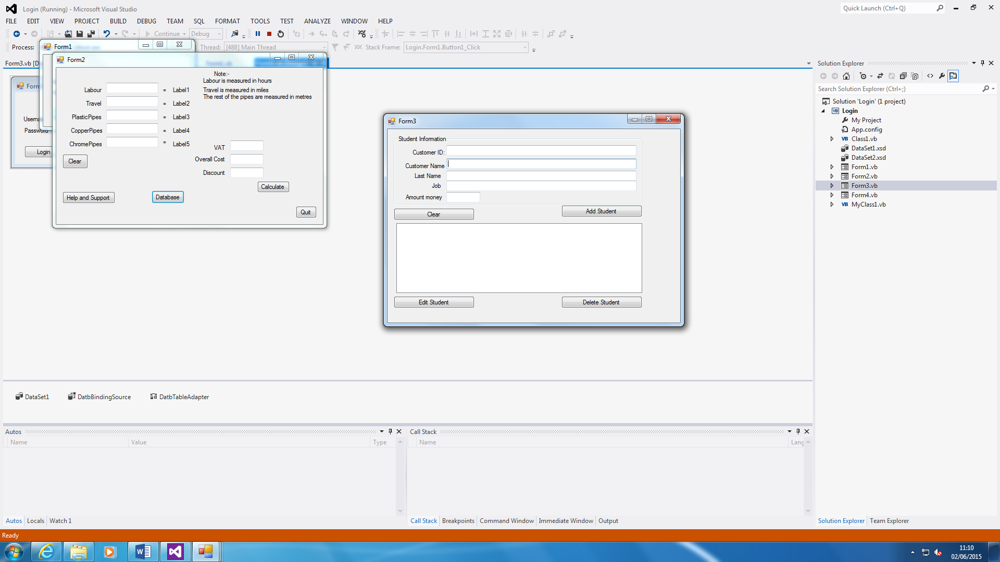 Login (Running) - Microsoft Visual Studio
Quick Launch (Ctrl+Q)
FILE EDIT VIEW PROJECT BUILD DEBUG TEAM SQL FORMAT TOOLS TEST ANALYZE WINDOW HELP
Continue Debug
Process: Thread: [488] Main Thread Stack Frame: Login.Form1.Button1_Click
Form1
Form3.vb [D
Form2
Note:-
Labour is measured in hours
Travel is measured in miles
The rest of the pipes are measured in metres
Labour = Label1
Travel = Label2
PlasticPipes = Label3
CopperPipes = Label4
ChromePipes = Label5
VAT
Overall Cost
Discount
Clear
Calculate
Help and Support
Database
Quit
Form
Userna
Password
Login
Form3
Student Information
Customer ID:
Customer Name
Last Name
Job
Amount money
Clear
Add Student
Edit Student
Delete Student
Solution Explorer
Search Solution Explorer (Ctrl+;)
Solution 'Login' (1 project)
VB Login
My Project
App.config
VB Class1.vb
DataSet1.xsd
DataSet2.xsd
Form1.vb
Form2.vb
Form3.vb
Form4.vb
VB MyClass1.vb
DataSet1 DatbBindingSource DatbTableAdapter
Autos
Name Value Type
Call Stack
Name Lang
Autos Locals Watch 1
Call Stack Breakpoints Command Window Immediate Window Output
Solution Explorer Team Explorer
Ready
11:10
02/06/2015